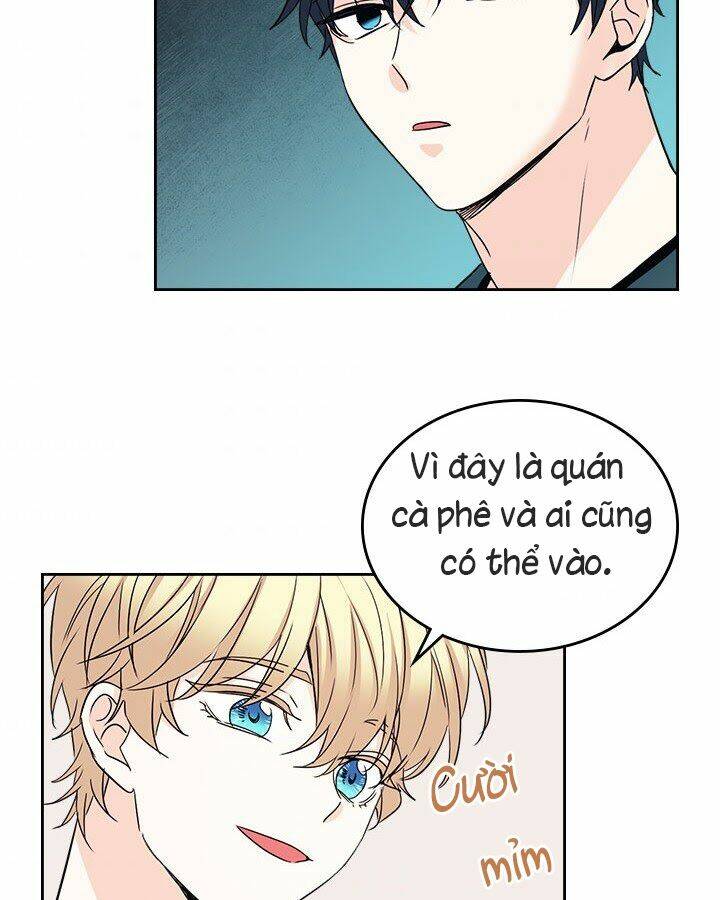 Vì đây là quán
cà phê và ai cũng
có thể vào.
Cười
mỉm